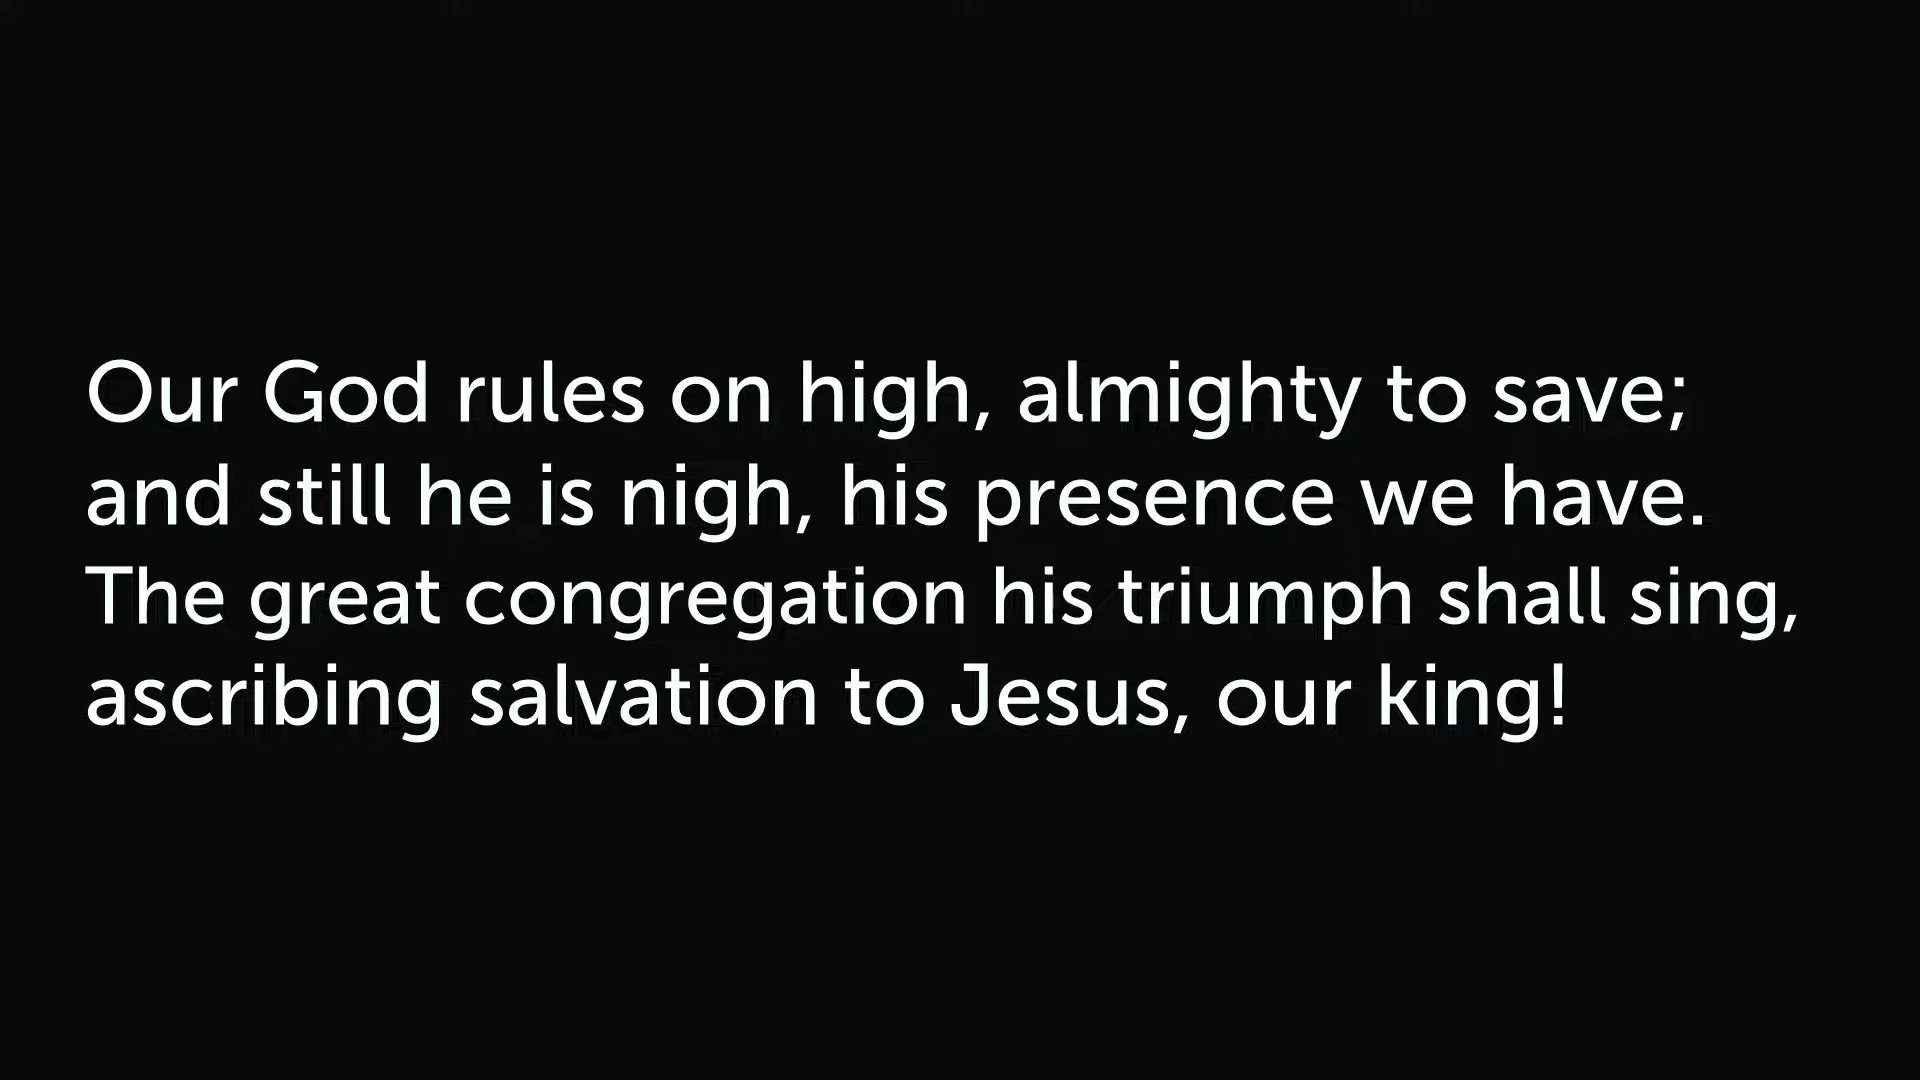 Our God rules on high, almighty to save;
and still he is nigh, his presence we have.
The great congregation his triumph shall sing,
ascribing salvation to Jesus, our king!